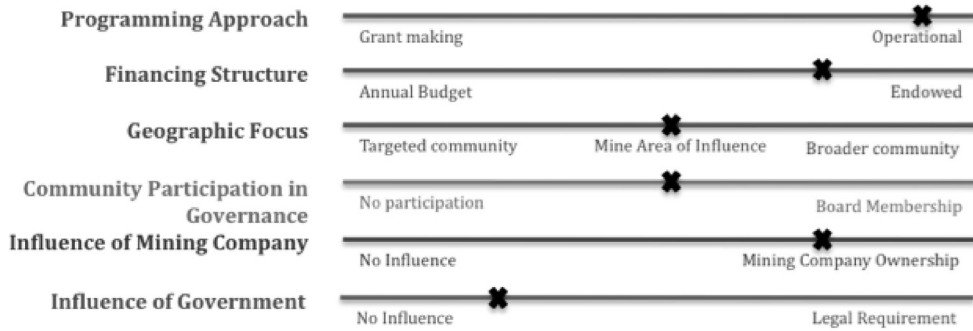 Programming Approach
Grant making Operational
Financing Structure
Annual Budget Endowed
Geographic Focus
Targeted community Mine Area of Influence Broader community
Community Participation in
Governance
No participation Board Membership
Influence of Mining Company
No Influence Mining Company Ownership
Influence of Government
No Influence Legal Requirement